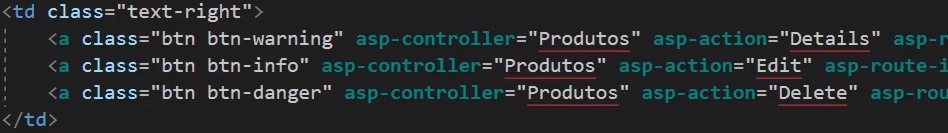 <td class="text-right">
<a class="btn btn-warning" asp-controller="Produtos" asp-action="Details" asp-r
<a class="btn btn-info" asp-controller="Produtos" asp-action="Edit" asp-route-i
<a class="btn btn-danger" asp-controller="Produtos" asp-action="Delete" asp-rou
</td>